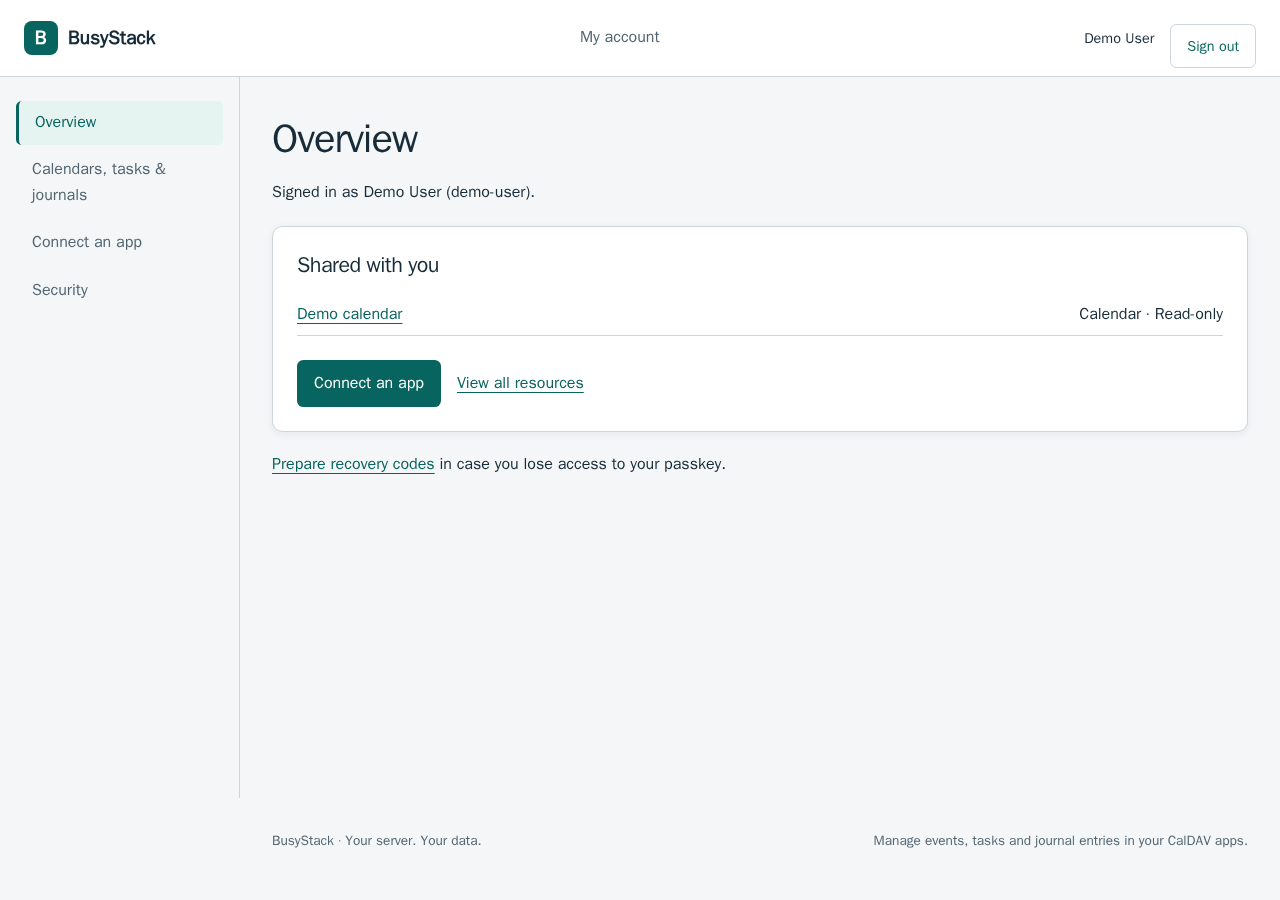 B BusyStack
My account
Demo User
Sign out
Overview
Calendars, tasks &
journals
Connect an app
Security
Overview
Signed in as Demo User (demo-user).
Shared with you
Demo calendar
Calendar · Read-only
Connect an app
View all resources
Prepare recovery codes in case you lose access to your passkey.
BusyStack · Your server. Your data.
Manage events, tasks and journal entries in your CalDAV apps.